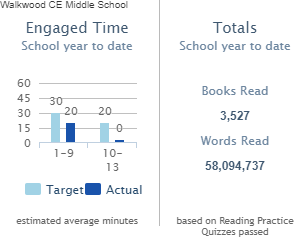 Walkwood CE Middle School
Engaged Time
School year to date
60
45
30
15
0
30
20
20
0
1-9
10-
13
Target
Actual
estimated average minutes
Totals
School year to date
Books Read
3,527
Words Read
58,094,737
based on Reading Practice
Quizzes passed